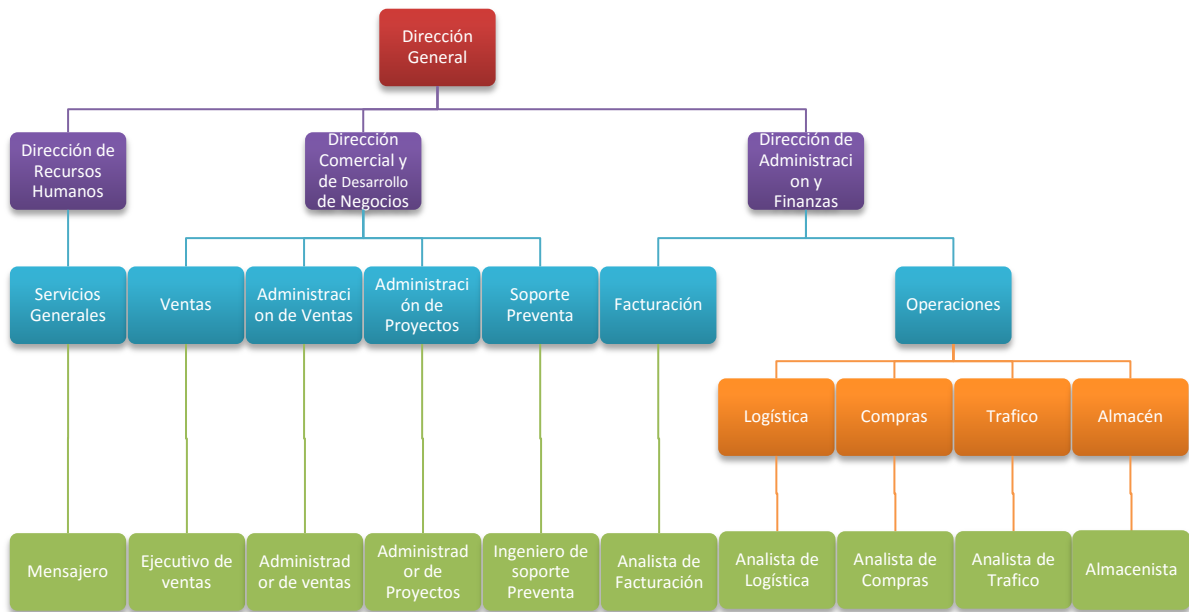 Dirección
General
Dirección de
Recursos
Humanos
Dirección
Comercial y
de Desarrollo
de Negocios
Dirección de
Administraci
on y
Finanzas
Servicios
Generales
Ventas
Administraci
on de Ventas
Administraci
ón de
Proyectos
Soporte
Preventa
Facturación
Operaciones
Logística
Compras
Trafico
Almacén
Mensajero
Ejecutivo de
ventas
Administrad
or de ventas
Administrad
or de
Proyectos
Ingeniero de
soporte
Preventa
Analista de
Facturación
Analista de
Logística
Analista de
Compras
Analista de
Trafico
Almacenista